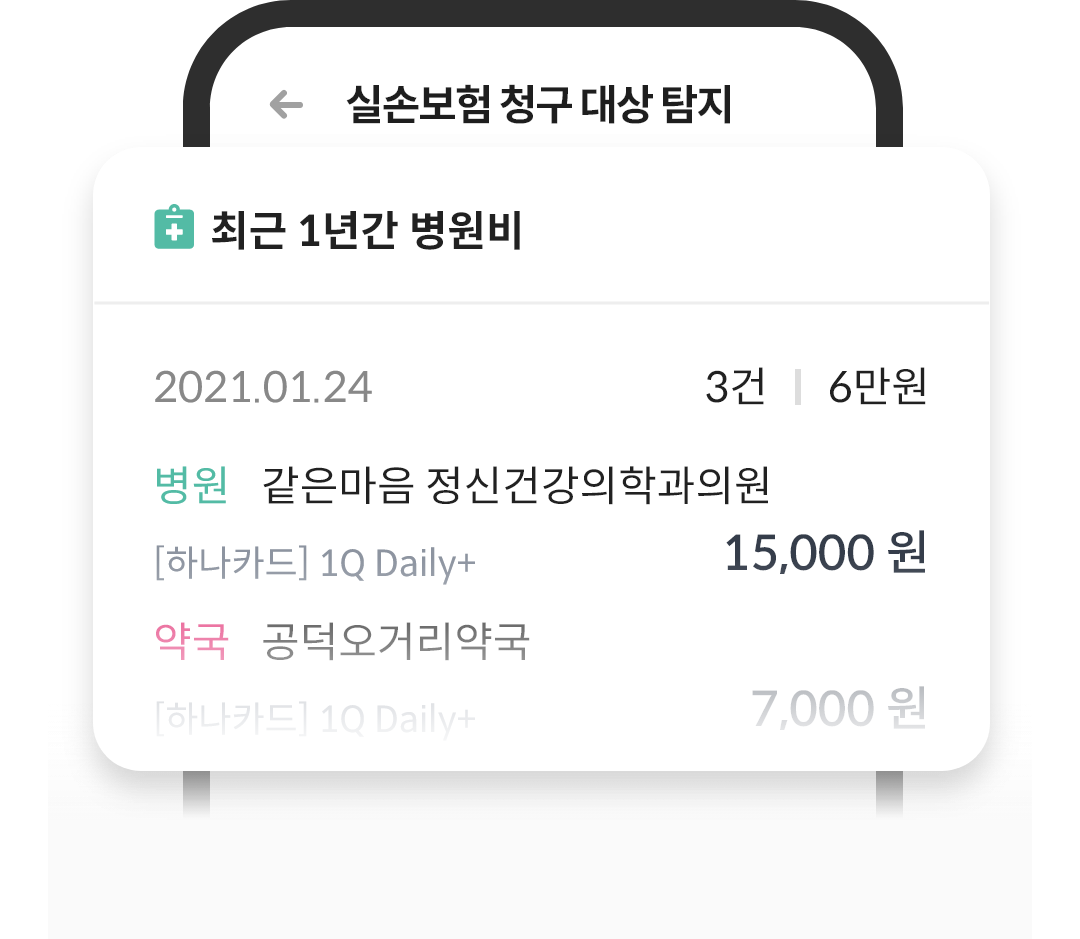 실손보험 청구 대상 탐지
최근 1년간 병원비
2021.01.24 3건 6만원
병원 같은마음 정신건강의학과의원
[하나카드] 1Q Daily+ 15,000 원
약국 공덕오거리약국
[하나카드] 1Q Daily+ 7,000 원